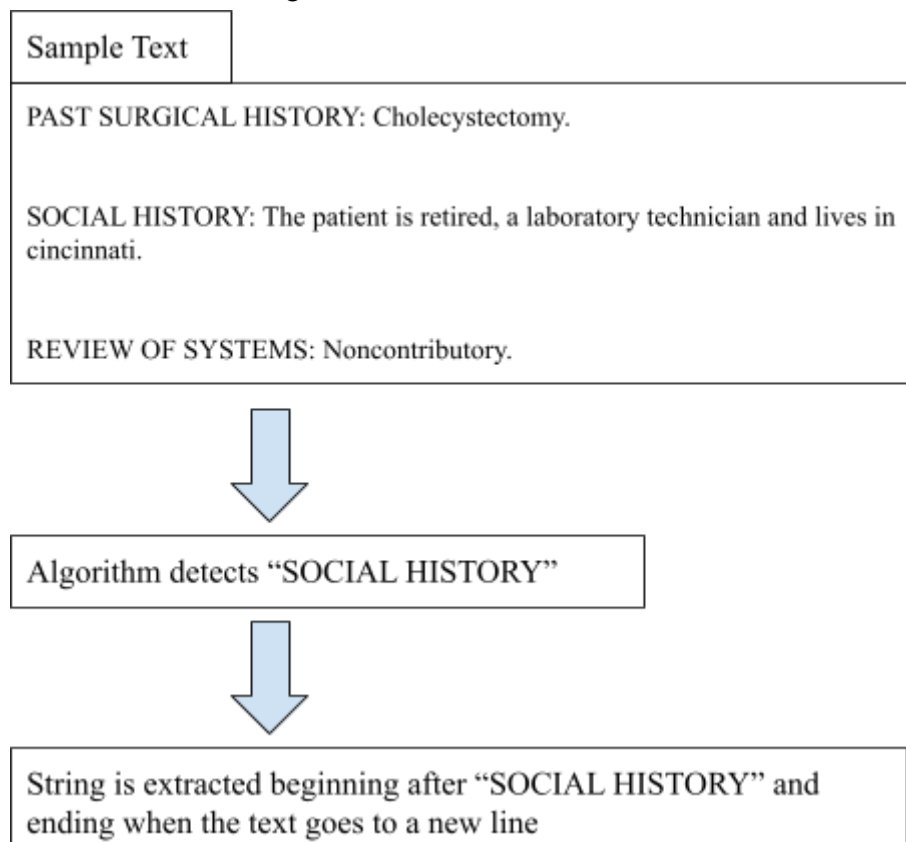 Sample Text
PAST SURGICAL HISTORY: Cholecystectomy.
SOCIAL HISTORY: The patient is retired, a laboratory technician and lives in
cincinnati.
REVIEW OF SYSTEMS: Noncontributory.
Algorithm detects “SOCIAL HISTORY”
String is extracted beginning after “SOCIAL HISTORY” and
ending when the text goes to a new line